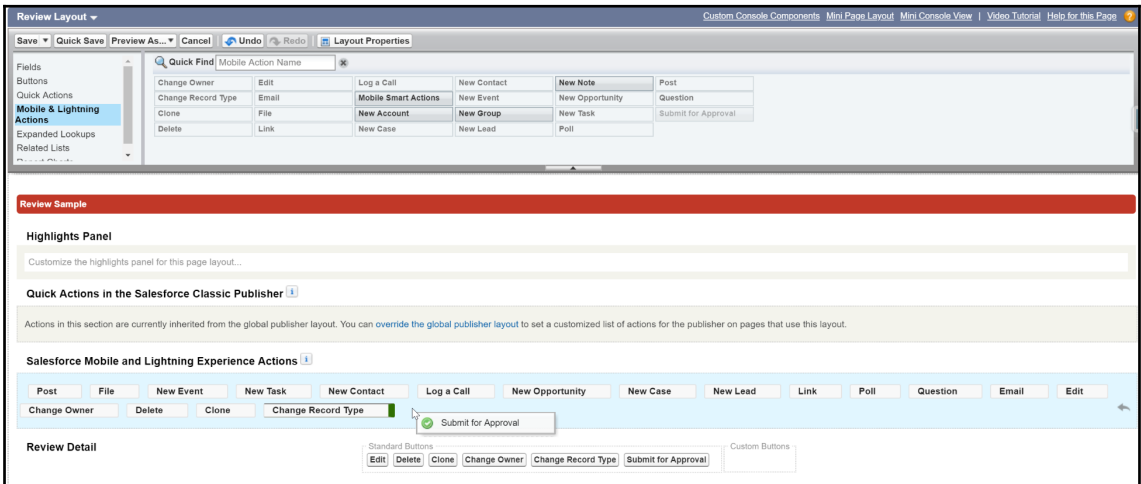 Review Layout
Custom Console Components Mini Page Layout Mini Console View | Video Tutorial Help for this Page ?
Save Quick Save Preview As... Cancel Undo Redo Layout Properties
Fields
Buttons
Quick Actions
Mobile & Lightning
Actions
Expanded Lookups
Related Lists
Report Charts
Quick Find Mobile Action Name
Change Owner Edit Log a Call New Contact New Note Post
Change Record Type Email Mobile Smart Actions New Event New Opportunity Question
Clone File New Account New Group New Task Submit for Approval
Delete Link New Case New Lead Poll
Review Sample
Highlights Panel
Customize the highlights panel for this page layout...
Quick Actions in the Salesforce Classic Publisher i
Actions in this section are currently inherited from the global publisher layout. You can override the global publisher layout to set a customized list of actions for the publisher on pages that use this layout.
Salesforce Mobile and Lightning Experience Actions i
Post File New Event New Task New Contact Log a Call New Opportunity New Case New Lead Link Poll Question Email Edit
Change Owner Delete Clone Change Record Type
Submit for Approval
Review Detail
Standard Buttons
Edit Delete Clone Change Owner Change Record Type Submit for Approval
Custom Buttons